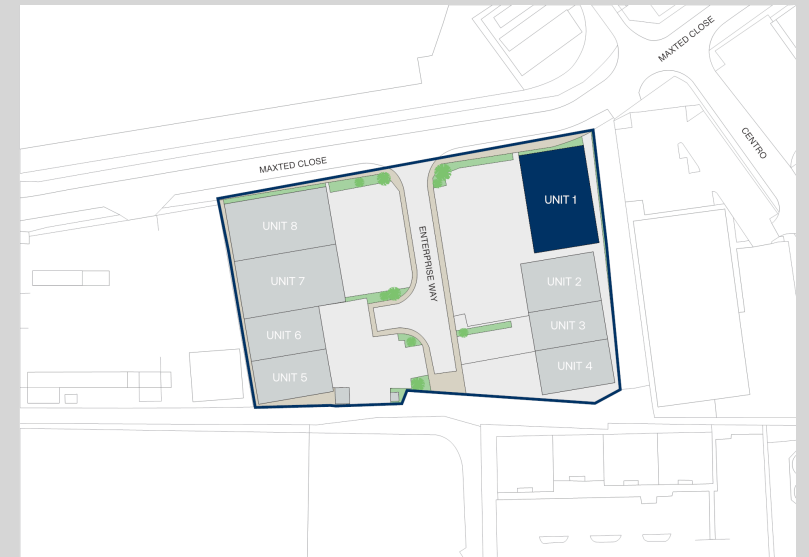 MAXTED CLOSE
CENTRO
MAXTED CLOSE
UNIT 1
UNIT 8
ENTERPRISE WAY
UNIT 7
UNIT 2
UNIT 3
UNIT 6
UNIT 4
UNIT 5